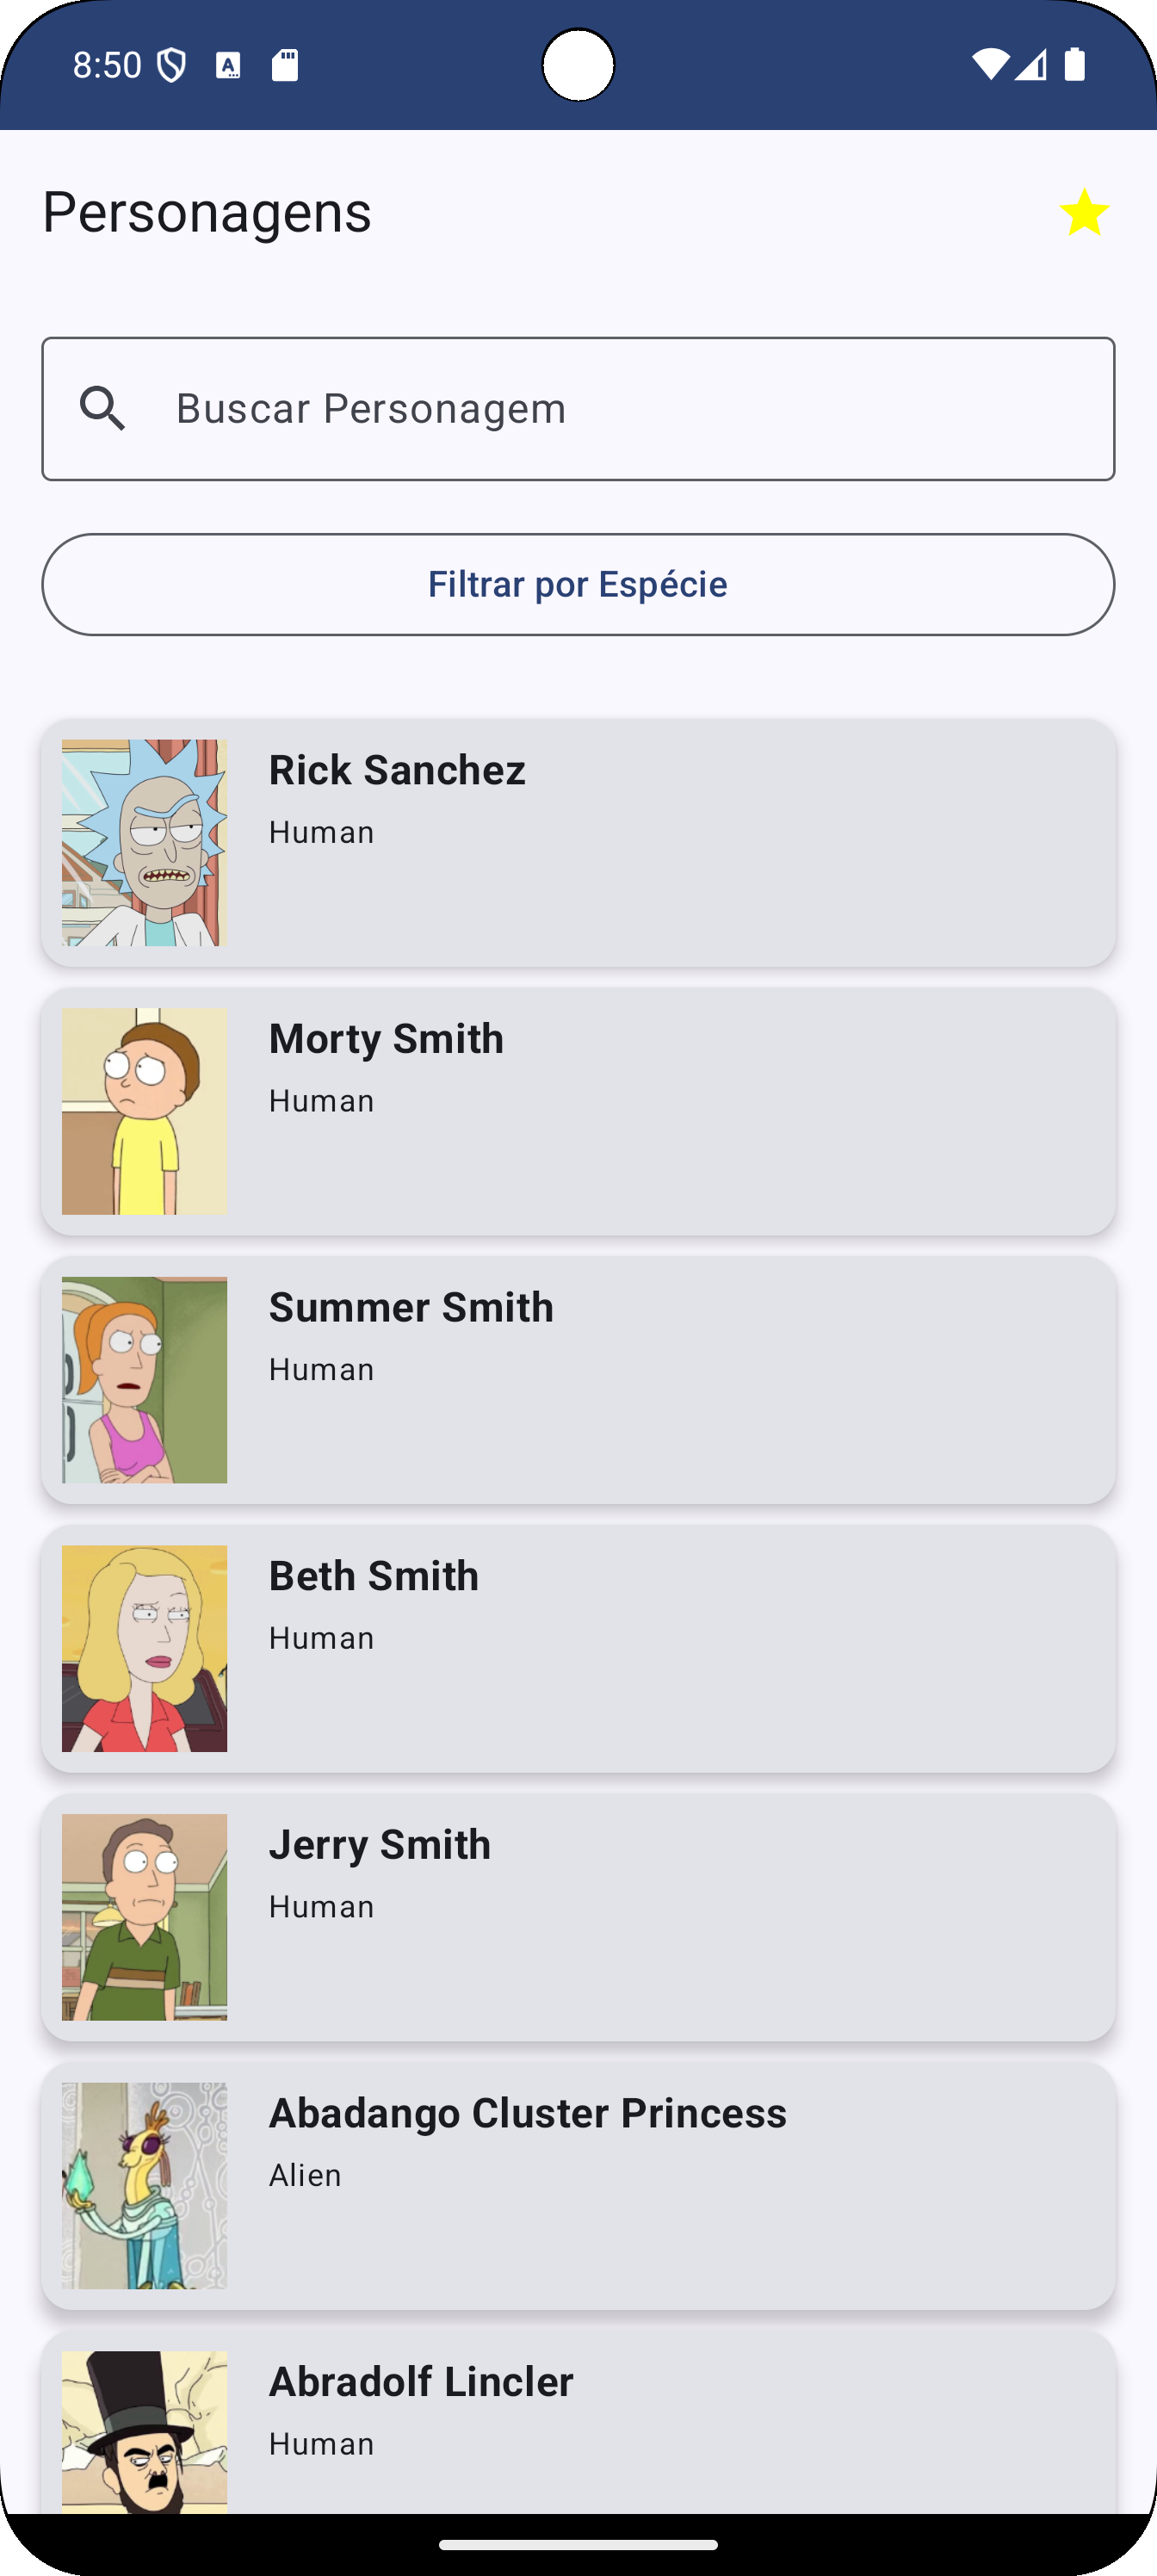 8:50
Personagens
Buscar Personagem
Filtrar por Espécie
Rick Sanchez
Human
Morty Smith
Human
Summer Smith
Human
Beth Smith
Human
Jerry Smith
Human
Abadango Cluster Princess
Alien
Abradolf Lincler
Human